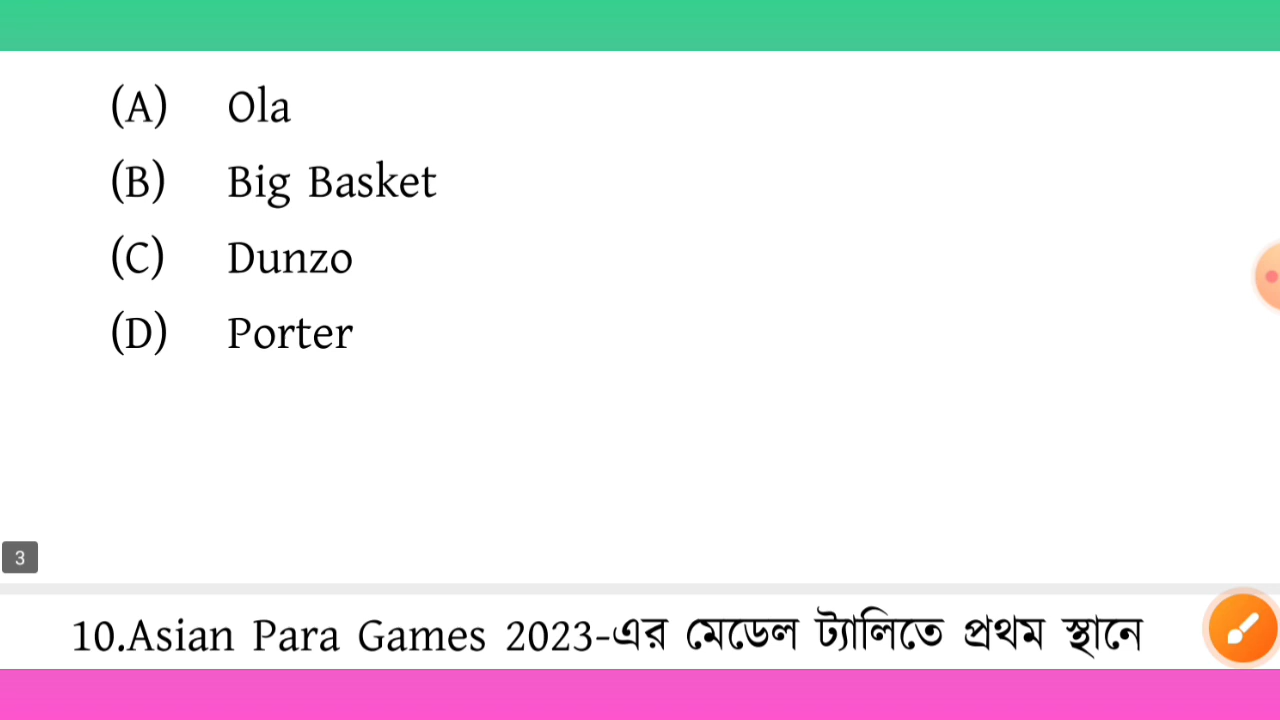 (A) Ola
(B) Big Basket
(C) Dunzo
(D) Porter
3
10.Asian Para Games 2023-এর মেডেল ট্যালিতে প্রথম স্থানে